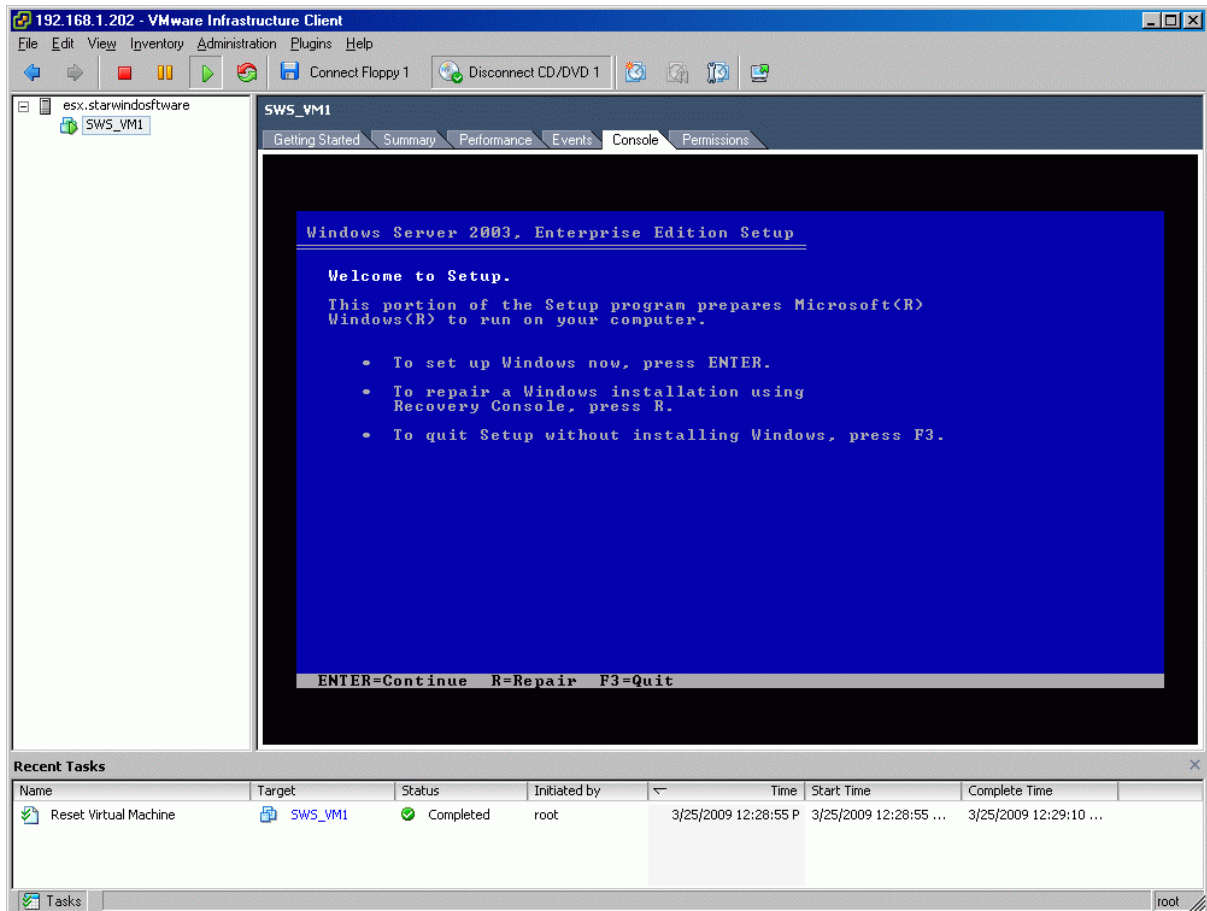 192.168.1.202 - VMware Infrastructure Client
File Edit View Inventory Administration Plugins Help
Connect Floppy 1 Disconnect CD/DVD 1
esx.starwindosftware
SWS_VM1
SWS_VM1
Getting Started Summary Performance Events Console Permissions
Windows Server 2003, Enterprise Edition Setup
Welcome to Setup.
This portion of the Setup program prepares Microsoft(R)
Windows(R) to run on your computer.
• To set up Windows now, press ENTER.
• To repair a Windows installation using
Recovery Console, press R.
• To quit Setup without installing Windows, press F3.
ENTER=Continue R=Repair F3=Quit
Recent Tasks
Name Target Status Initiated by Time Start Time Complete Time
Reset Virtual Machine SWS_VM1 Completed root 3/25/2009 12:28:55 P 3/25/2009 12:28:55 ... 3/25/2009 12:29:10 ...
Tasks root